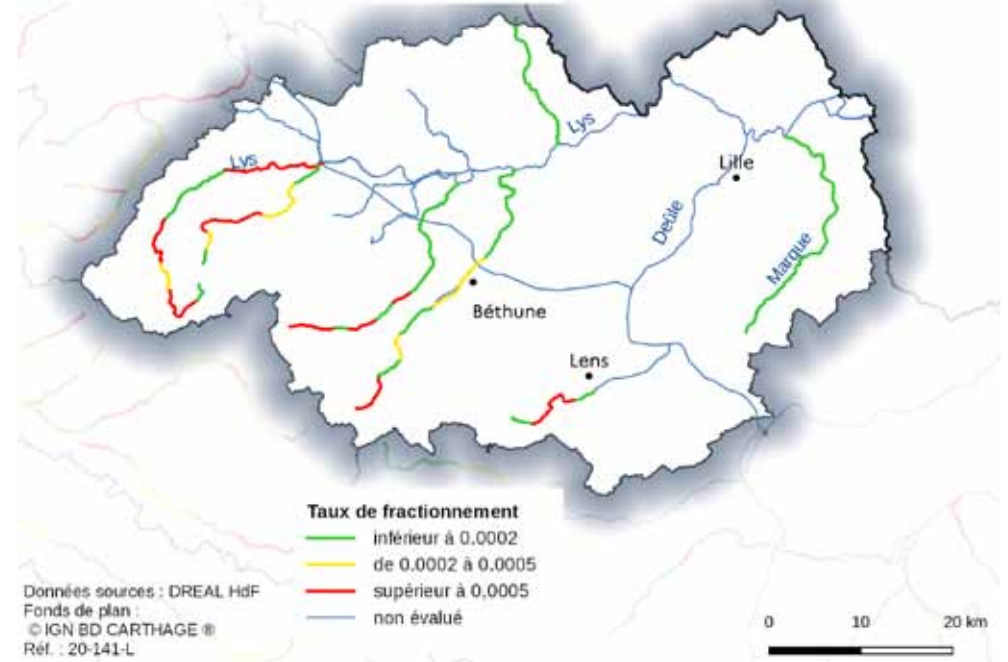 Lys
Lys
Lille
Deûle
Marque
Béthune
Lens
Taux de fractionnement
inférieur à 0.0002
de 0.0002 à 0.0005
supérieur à 0.0005
non évalué
Données sources : DREAL HdF
Fonds de plan :
© IGN BD CARTHAGE ®
Réf. : 20-141-L
0 10 20 km